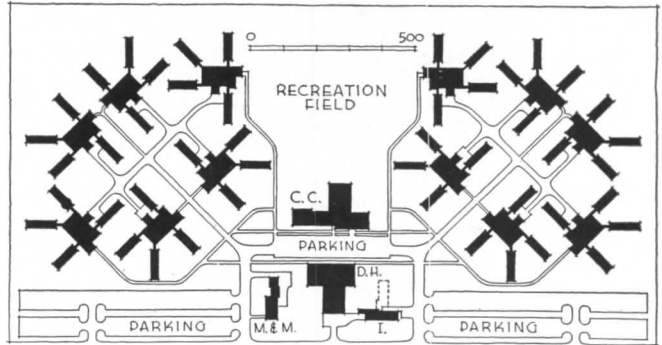 0 500
RECREATION
FIELD
C.C.
PARKING
D.H.
M.&M.
I.
PARKING
PARKING